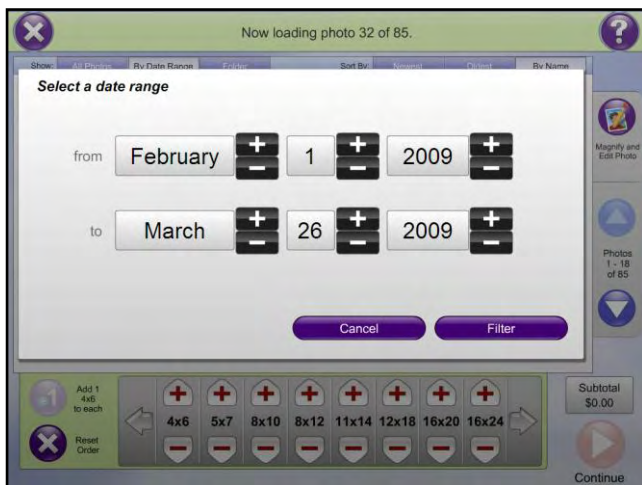 Now loading photo 32 of 85.
?
Show: All Photos By Date Range Folder Sort By: Newest Oldest By Name
Select a date range
from February 1 2009
to March 26 2009
Cancel Filter
Magnify and
Edit Photo
Photos
1 - 18
of 85
1 Add 1
4x6
to each
4x6 5x7 8x10 8x12 11x14 12x18 16x20 16x24
Reset
Order
Subtotal
$0.00
Continue